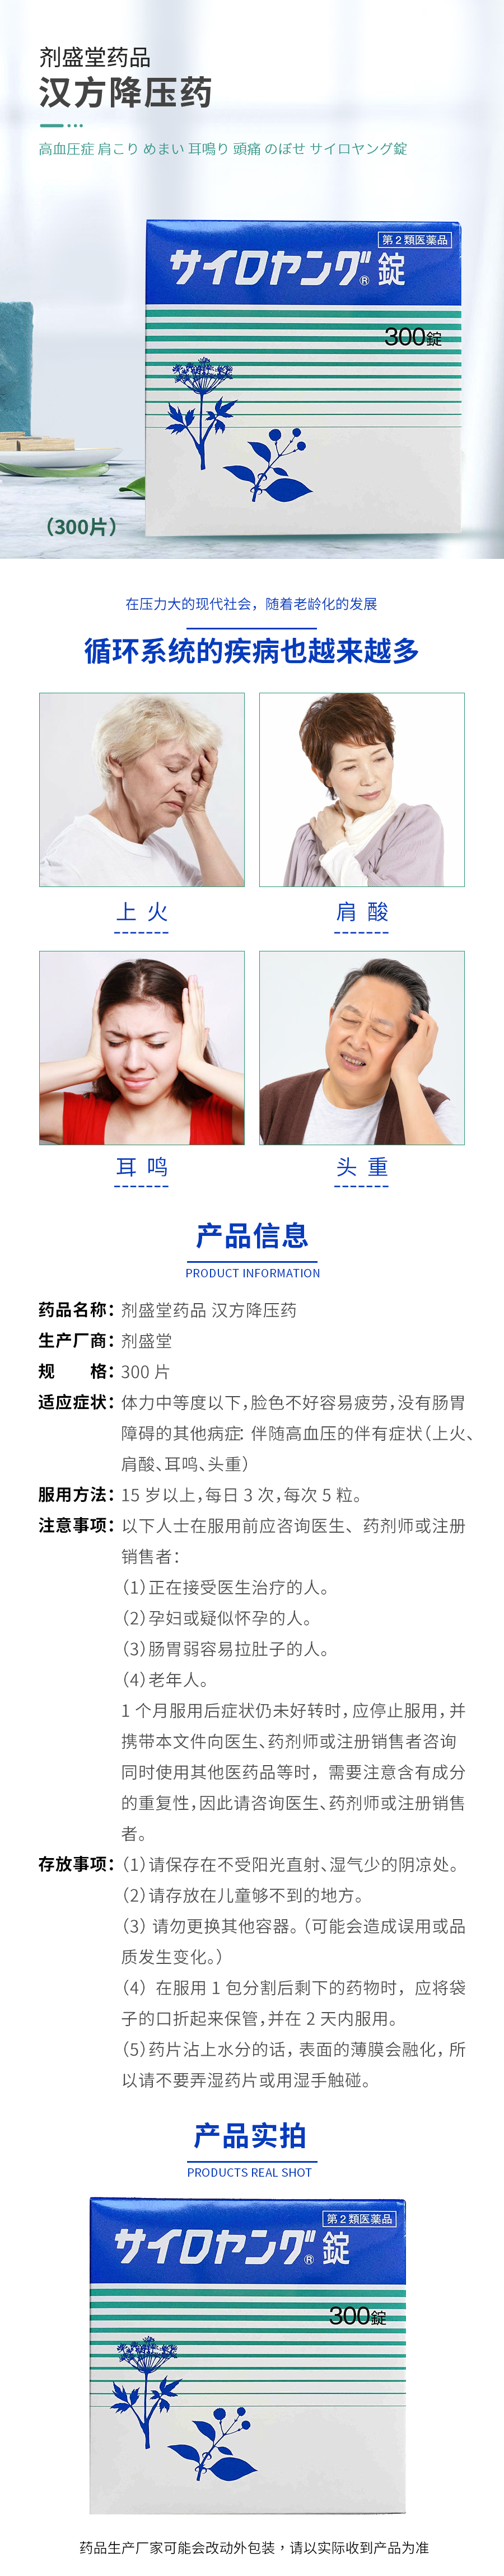 剂盛堂药品
汉方降压药
高血圧症 肩こり めまい 耳鳴り 頭痛 のぼせ サイロヤング錠
第2類医薬品
サイロヤング®錠
300錠
（300片）
在压力大的现代社会，随着老龄化的发展
循环系统的疾病也越来越多
上火
肩酸
耳鸣
头重
产品信息
PRODUCT INFORMATION
药品名称：剂盛堂药品 汉方降压药
生产厂商：剂盛堂
规 格：300 片
适应症状：体力中等度以下，脸色不好容易疲劳，没有肠胃
障碍的其他病症：伴随高血压的伴有症状（上火、
肩酸、耳鸣、头重）
服用方法：15 岁以上，每日 3 次，每次 5 粒。
注意事项：以下人士在服用前应咨询医生、药剂师或注册
销售者：
（1）正在接受医生治疗的人。
（2）孕妇或疑似怀孕的人。
（3）肠胃弱容易拉肚子的人。
（4）老年人。
1 个月服用后症状仍未好转时，应停止服用，并
携带本文件向医生、药剂师或注册销售者咨询
同时使用其他医药品等时，需要注意含有成分
的重复性，因此请咨询医生、药剂师或注册销售
者。
存放事项：（1）请保存在不受阳光直射、湿气少的阴凉处。
（2）请存放在儿童够不到的地方。
（3）请勿更换其他容器。（可能会造成误用或品
质发生变化。）
（4）在服用 1 包分割后剩下的药物时，应将袋
子的口折起来保管，并在 2 天内服用。
（5）药片沾上水分的话，表面的薄膜会融化，所
以请不要弄湿药片或用湿手触碰。
产品实拍
PRODUCTS REAL SHOT
第2類医薬品
サイロヤング®錠
300錠
药品生产厂家可能会改动外包装，请以实际收到产品为准